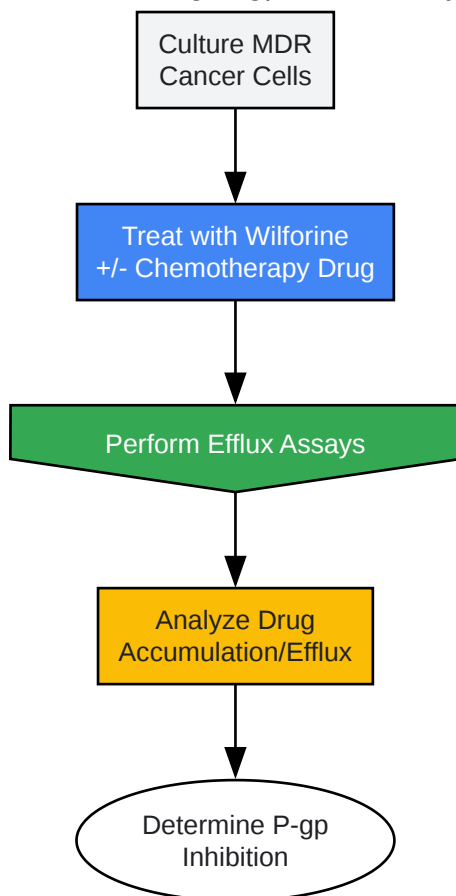 Culture MDR
Cancer Cells
Treat with Wilforine
+/- Chemotherapy Drug
Perform Efflux Assays
Analyze Drug
Accumulation/Efflux
Determine P-gp
Inhibition